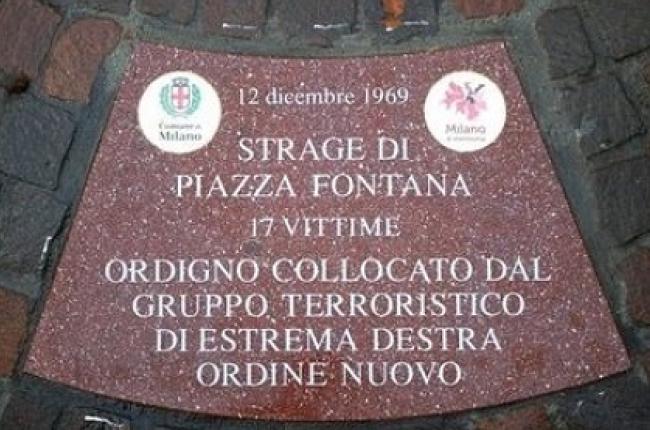 12 dicembre 1969
Comune di
Milano
Milano
STRAGE DI
PIAZZA FONTANA
17 VITTIME
ORDIGNO COLLOCATO DAL
GRUPPO TERRORISTICO
DI ESTREMA DESTRA
ORDINE NUOVO